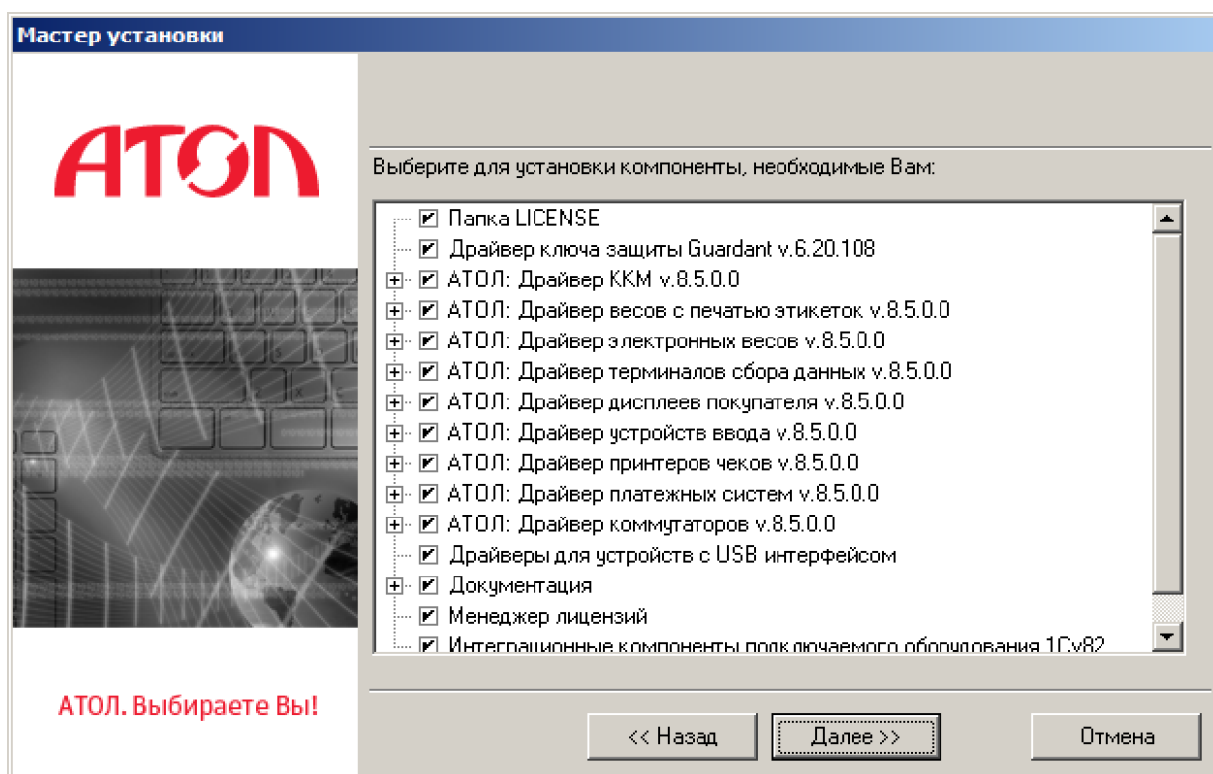 Мастер установки
АТОЛ
Выберите для установки компоненты, необходимые Вам:
Папка LICENSE
Драйвер ключа защиты Guardant v.6.20.108
АТОЛ: Драйвер ККМ v.8.5.0.0
АТОЛ: Драйвер весов с печатью этикеток v.8.5.0.0
АТОЛ: Драйвер электронных весов v.8.5.0.0
АТОЛ: Драйвер терминалов сбора данных v.8.5.0.0
АТОЛ: Драйвер дисплеев покупателя v.8.5.0.0
АТОЛ: Драйвер устройств ввода v.8.5.0.0
АТОЛ: Драйвер принтеров чеков v.8.5.0.0
АТОЛ: Драйвер платежных систем v.8.5.0.0
АТОЛ: Драйвер коммутаторов v.8.5.0.0
Драйверы для устройств с USB интерфейсом
Документация
Менеджер лицензий
Интеграционные компоненты подключаемого оборудования 1Cv82
АТОЛ. Выбираете Вы!
<< Назад
Далее >>
Отмена